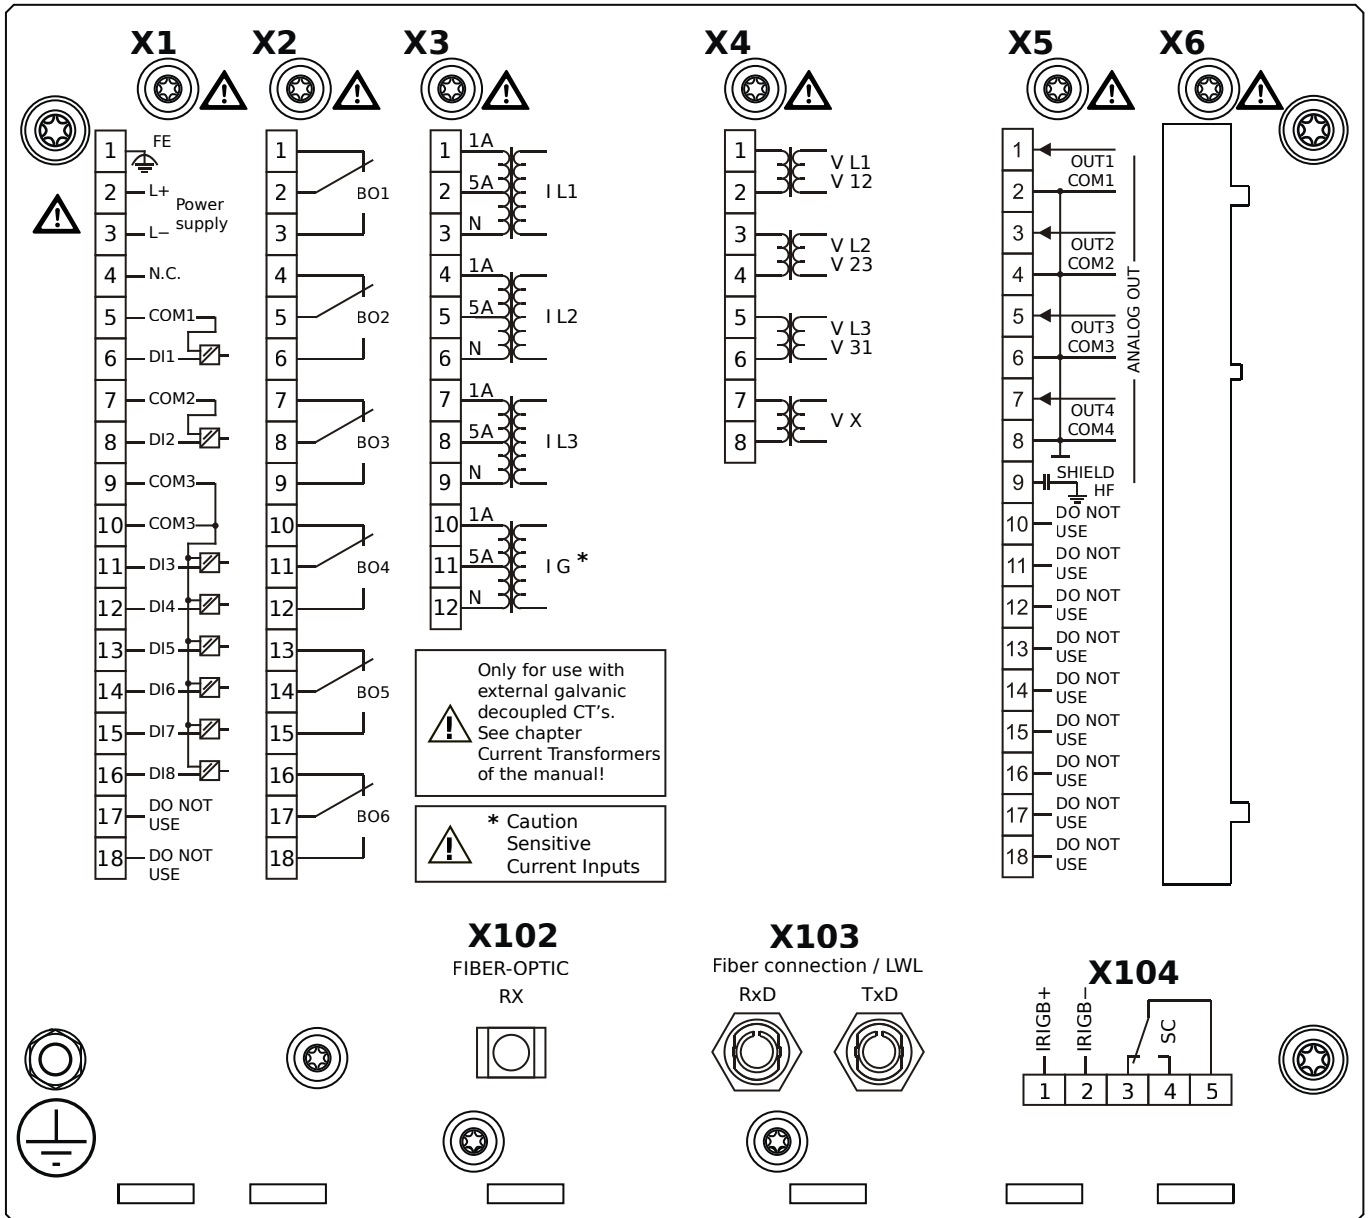 X1
X2
X3
X4
X5
X6
1 FE
2 L+
Power
supply
3 L−
4 N.C.
5 COM1
6 DI1
7 COM2
8 DI2
9 COM3
10 COM3
11 DI3
12 DI4
13 DI5
14 DI6
15 DI7
16 DI8
17 DO NOT
USE
18 DO NOT
USE
1
2 BO1
3
4
5 BO2
6
7
8 BO3
9
10
11 BO4
12
13
14 BO5
15
16
17 BO6
18
1 1A
2 5A I L1
3 N
4 1A
5 5A I L2
6 N
7 1A
8 5A I L3
9 N
10 1A
11 5A I G *
12 N
Only for use with
external galvanic
decoupled CT's.
See chapter
Current Transformers
of the manual!
* Caution
Sensitive
Current Inputs
1 V L1
2 V 12
3 V L2
4 V 23
5 V L3
6 V 31
7 V X
8
1 OUT1
2 COM1
3 OUT2
4 COM2
5 OUT3
6 COM3
7 OUT4
8 COM4
ANALOG OUT
9 SHIELD
HF
10 DO NOT
USE
11 DO NOT
USE
12 DO NOT
USE
13 DO NOT
USE
14 DO NOT
USE
15 DO NOT
USE
16 DO NOT
USE
17 DO NOT
USE
18 DO NOT
USE
X102
FIBER-OPTIC
RX
X103
Fiber connection / LWL
RxD TxD
X104
IRIGB+ IRIGB− SC
1 2 3 4 5